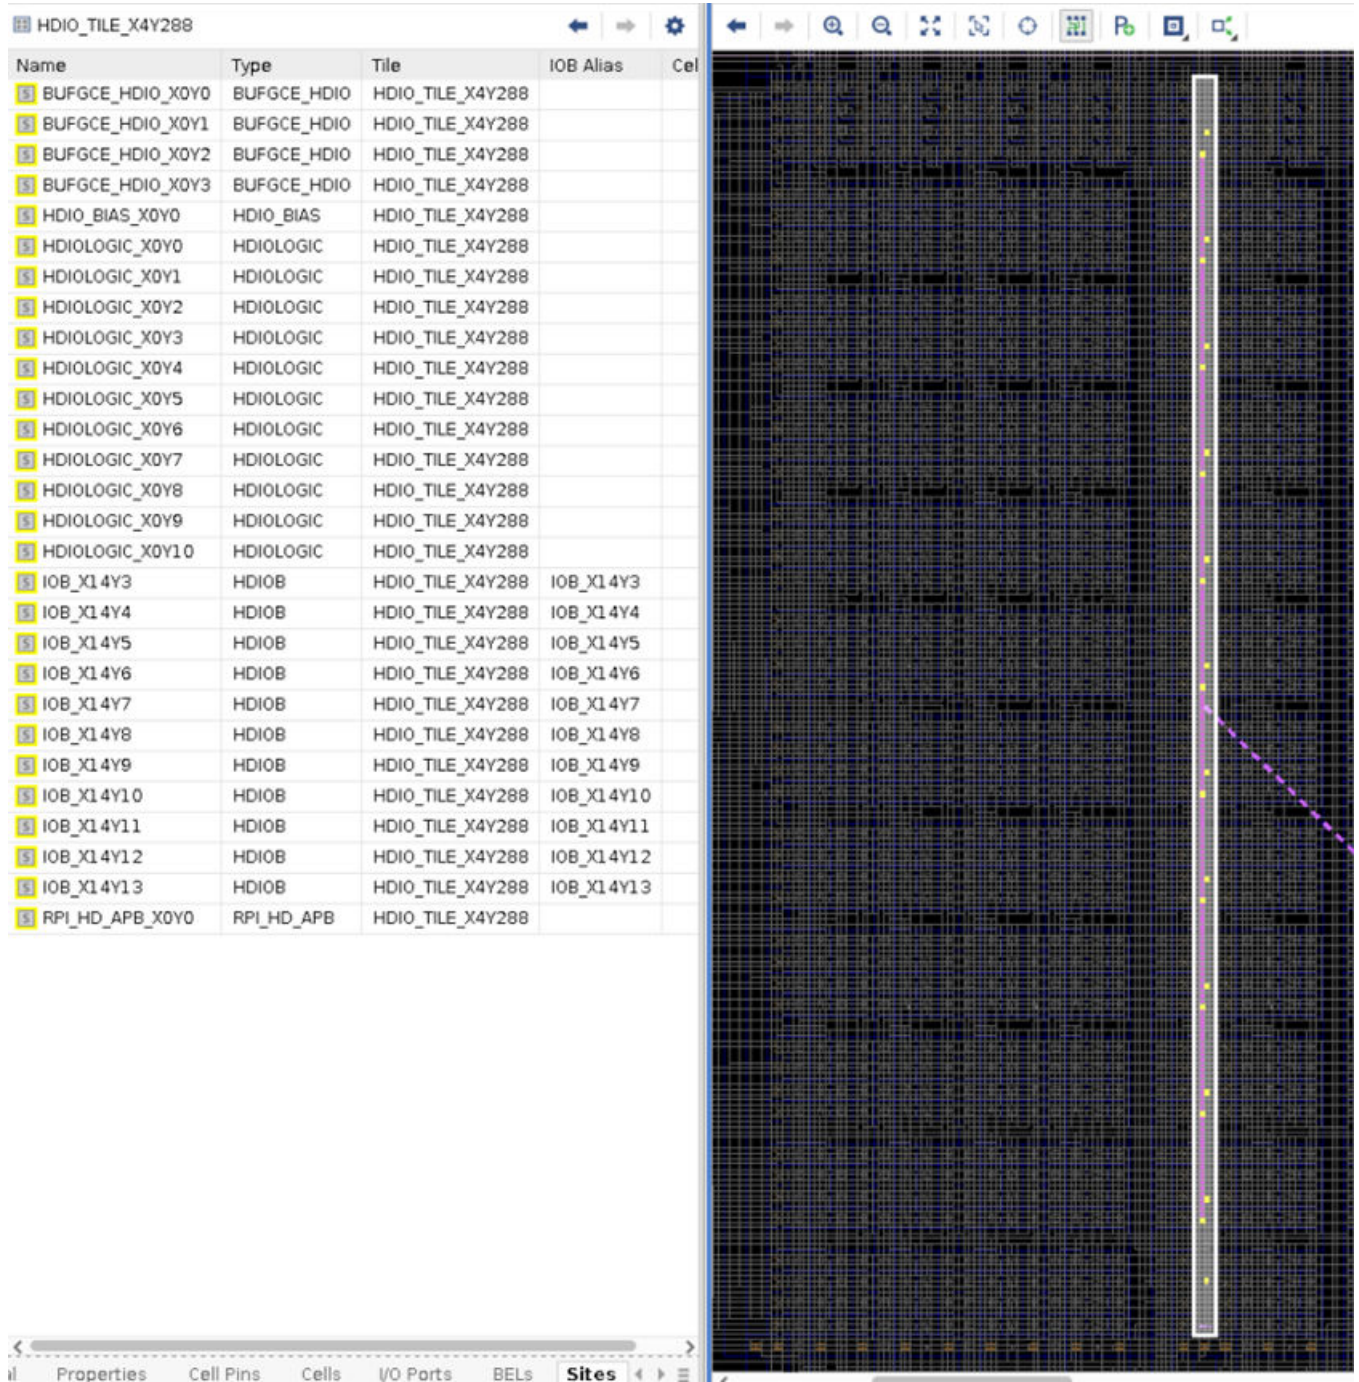 HDIO_TILE_X4Y288
Name Type Tile IOB Alias Cel
BUFGCE_HDIO_X0Y0 BUFGCE_HDIO HDIO_TILE_X4Y288
BUFGCE_HDIO_X0Y1 BUFGCE_HDIO HDIO_TILE_X4Y288
BUFGCE_HDIO_X0Y2 BUFGCE_HDIO HDIO_TILE_X4Y288
BUFGCE_HDIO_X0Y3 BUFGCE_HDIO HDIO_TILE_X4Y288
HDIO_BIAS_X0Y0 HDIO_BIAS HDIO_TILE_X4Y288
HDIOLOGIC_X0Y0 HDIOLOGIC HDIO_TILE_X4Y288
HDIOLOGIC_X0Y1 HDIOLOGIC HDIO_TILE_X4Y288
HDIOLOGIC_X0Y2 HDIOLOGIC HDIO_TILE_X4Y288
HDIOLOGIC_X0Y3 HDIOLOGIC HDIO_TILE_X4Y288
HDIOLOGIC_X0Y4 HDIOLOGIC HDIO_TILE_X4Y288
HDIOLOGIC_X0Y5 HDIOLOGIC HDIO_TILE_X4Y288
HDIOLOGIC_X0Y6 HDIOLOGIC HDIO_TILE_X4Y288
HDIOLOGIC_X0Y7 HDIOLOGIC HDIO_TILE_X4Y288
HDIOLOGIC_X0Y8 HDIOLOGIC HDIO_TILE_X4Y288
HDIOLOGIC_X0Y9 HDIOLOGIC HDIO_TILE_X4Y288
HDIOLOGIC_X0Y10 HDIOLOGIC HDIO_TILE_X4Y288
IOB_X14Y3 HDIOB HDIO_TILE_X4Y288 IOB_X14Y3
IOB_X14Y4 HDIOB HDIO_TILE_X4Y288 IOB_X14Y4
IOB_X14Y5 HDIOB HDIO_TILE_X4Y288 IOB_X14Y5
IOB_X14Y6 HDIOB HDIO_TILE_X4Y288 IOB_X14Y6
IOB_X14Y7 HDIOB HDIO_TILE_X4Y288 IOB_X14Y7
IOB_X14Y8 HDIOB HDIO_TILE_X4Y288 IOB_X14Y8
IOB_X14Y9 HDIOB HDIO_TILE_X4Y288 IOB_X14Y9
IOB_X14Y10 HDIOB HDIO_TILE_X4Y288 IOB_X14Y10
IOB_X14Y11 HDIOB HDIO_TILE_X4Y288 IOB_X14Y11
IOB_X14Y12 HDIOB HDIO_TILE_X4Y288 IOB_X14Y12
IOB_X14Y13 HDIOB HDIO_TILE_X4Y288 IOB_X14Y13
RPI_HD_APB_X0Y0 RPI_HD_APB HDIO_TILE_X4Y288
l Properties Cell Pins Cells I/O Ports BELs Sites